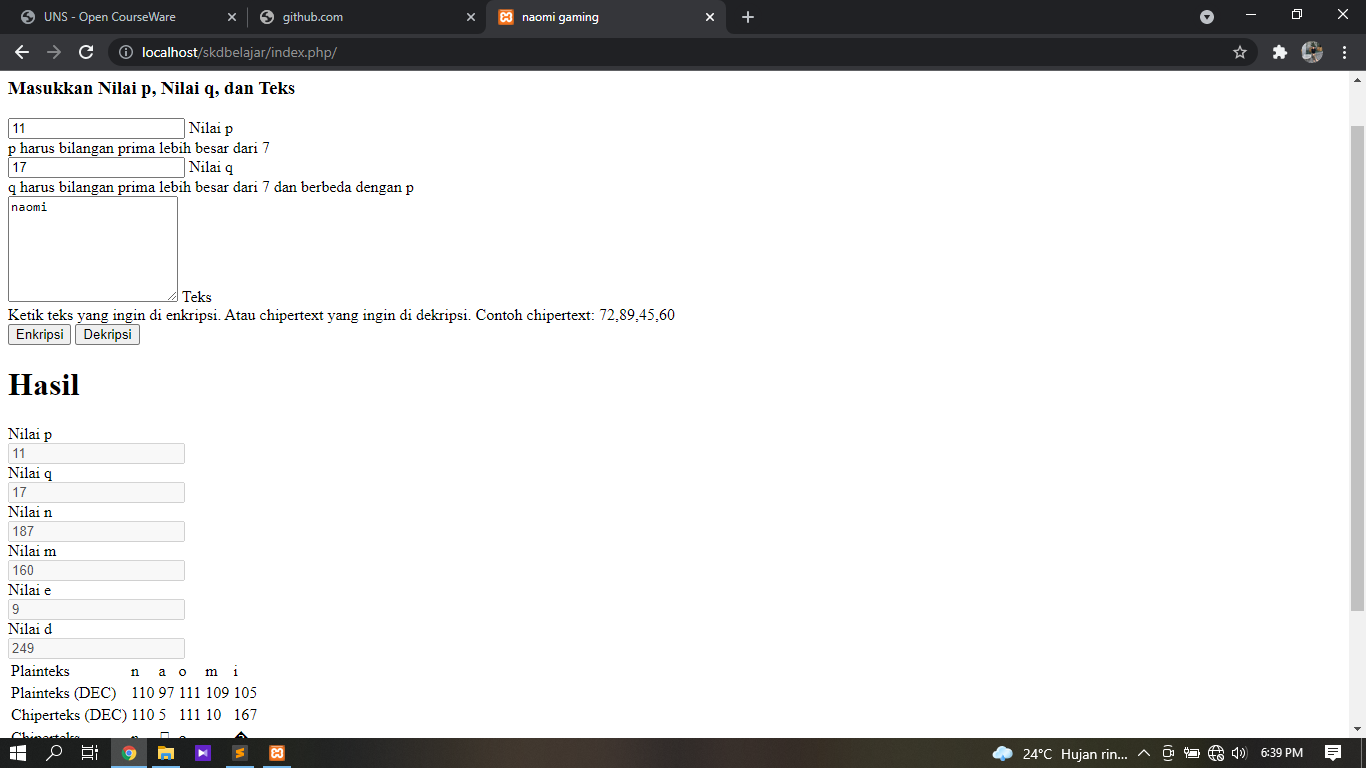 UNS - Open CourseWare
github.com
naomi gaming
localhost/skdbelajar/index.php/
Masukkan Nilai p, Nilai q, dan Teks
11 Nilai p
p harus bilangan prima lebih besar dari 7
17 Nilai q
q harus bilangan prima lebih besar dari 7 dan berbeda dengan p
naomi
Teks
Ketik teks yang ingin di enkripsi. Atau chipertext yang ingin di dekripsi. Contoh chipertext: 72,89,45,60
Enkripsi Dekripsi
Hasil
Nilai p
11
Nilai q
17
Nilai n
187
Nilai m
160
Nilai e
9
Nilai d
249
Plainteks n a o m i
Plainteks (DEC) 110 97 111 109 105
Chiperteks (DEC) 110 5 111 10 167
24°C Hujan rin... 6:39 PM